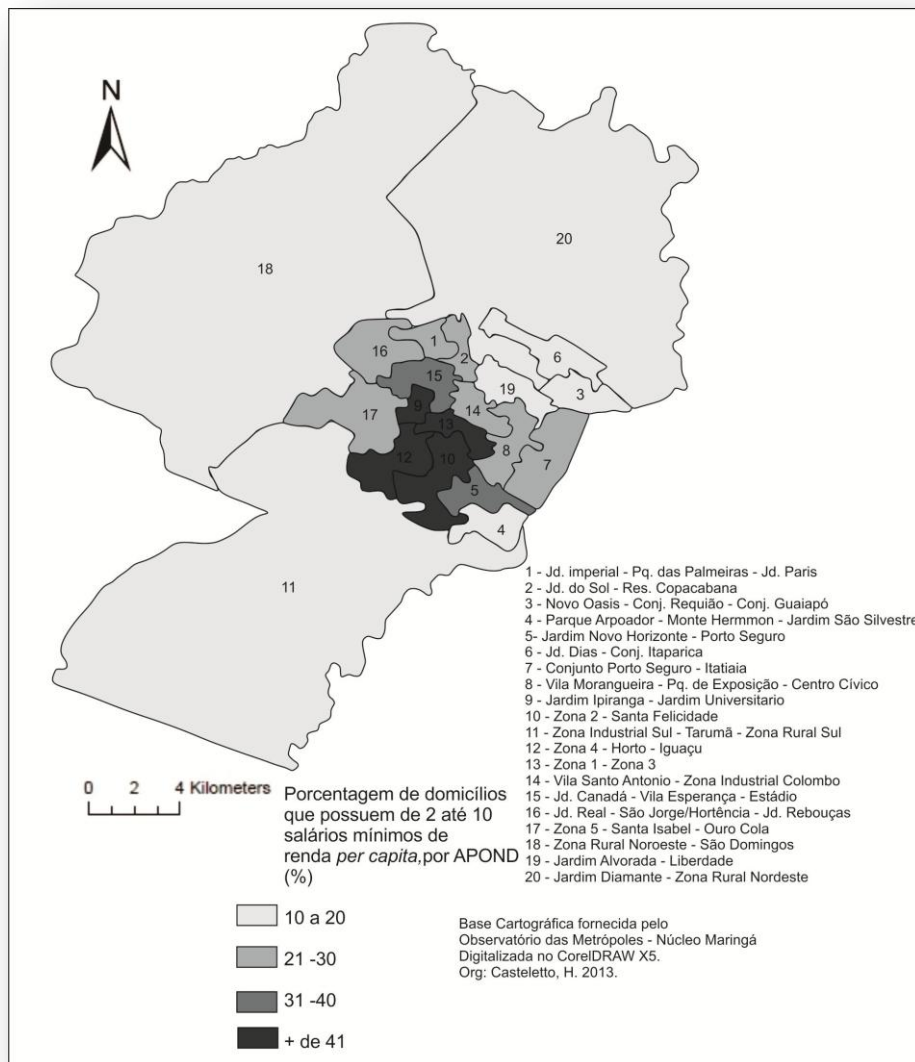 N
20
18
6
1
16
2
15
3
19
9
14
17
13
8
7
12
10
5
4
11
1 - Jd. imperial - Pq. das Palmeiras - Jd. Paris
2 - Jd. do Sol - Res. Copacabana
3 - Novo Oasis - Conj. Requião - Conj. Guaiapó
4 - Parque Arpoador - Monte Hermmon - Jardim São Silvestre
5- Jardim Novo Horizonte - Porto Seguro
6 - Jd. Dias - Conj. Itaparica
7 - Conjunto Porto Seguro - Itatiaia
8 - Vila Morangueira - Pq. de Exposição - Centro Cívico
9 - Jardim Ipiranga - Jardim Universitario
10 - Zona 2 - Santa Felicidade
11 - Zona Industrial Sul - Tarumã - Zona Rural Sul
12 - Zona 4 - Horto - Iguaçu
13 - Zona 1 - Zona 3
14 - Vila Santo Antonio - Zona Industrial Colombo
15 - Jd. Canadá - Vila Esperança - Estádio
16 - Jd. Real - São Jorge/Hortência - Jd. Rebouças
17 - Zona 5 - Santa Isabel - Ouro Cola
18 - Zona Rural Noroeste - São Domingos
19 - Jardim Alvorada - Liberdade
20 - Jardim Diamante - Zona Rural Nordeste
0 2 4 Kilometers
Porcentagem de domicílios
que possuem de 2 até 10
salários mínimos de
renda per capita,por APOND
(%)
10 a 20
21 -30
31 -40
+ de 41
Base Cartográfica fornecida pelo
Observatório das Metrópoles - Núcleo Maringá
Digitalizada no CorelDRAW X5.
Org: Casteletto, H. 2013.